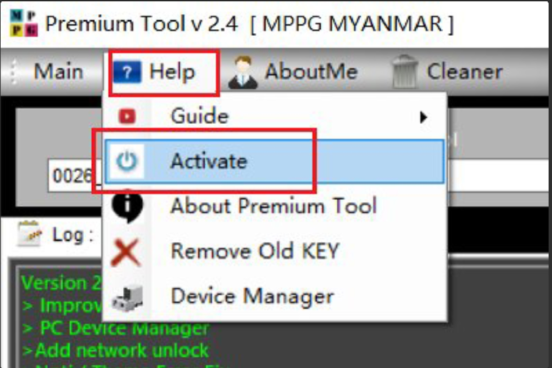 Premium Tool v 2.4 [ MPPG MYANMAR ]
Main Help AboutMe Cleaner
Guide
Activate
0026
About Premium Tool
Log :
Remove Old KEY
Version 2
Device Manager
> Improv
> PC Device Manager
>Add network unlock